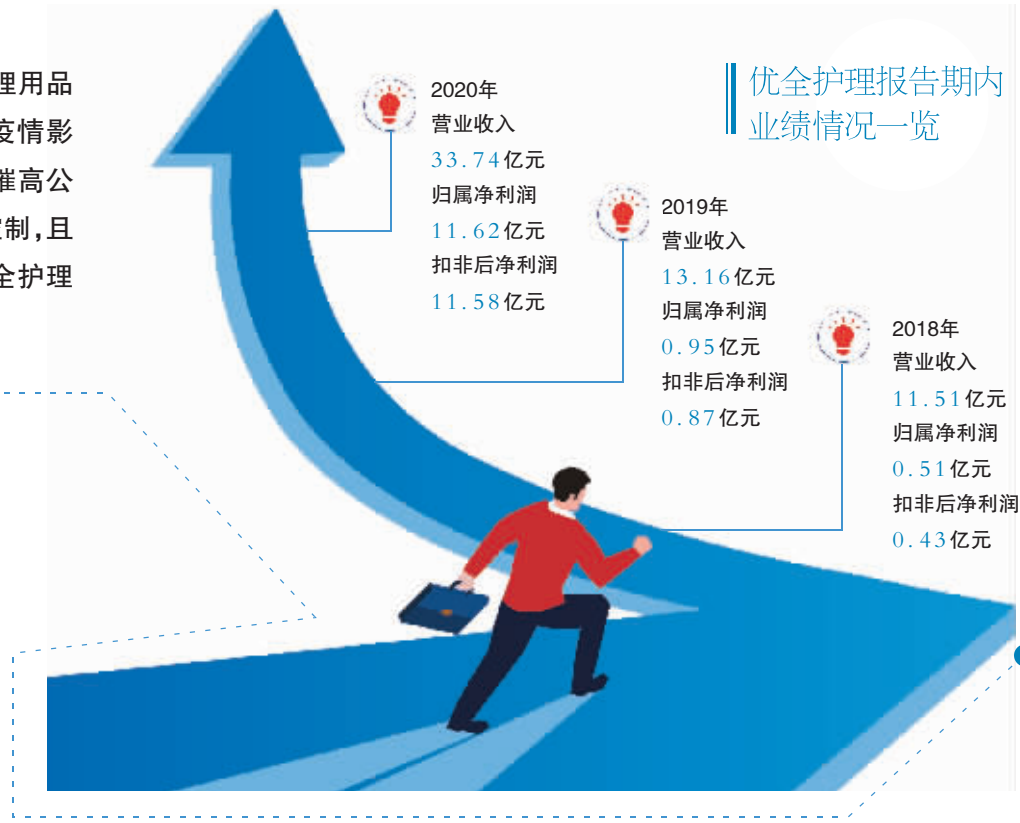 理用品
疫情影
催高公
定制,且
全护理
优全护理报告期内
业绩情况一览
2020年
营业收入
33.74亿元
归属净利润
11.62亿元
扣非后净利润
11.58亿元
2019年
营业收入
13.16亿元
归属净利润
0.95亿元
扣非后净利润
0.87亿元
2018年
营业收入
11.51亿元
归属净利润
0.51亿元
扣非后净利润
0.43亿元